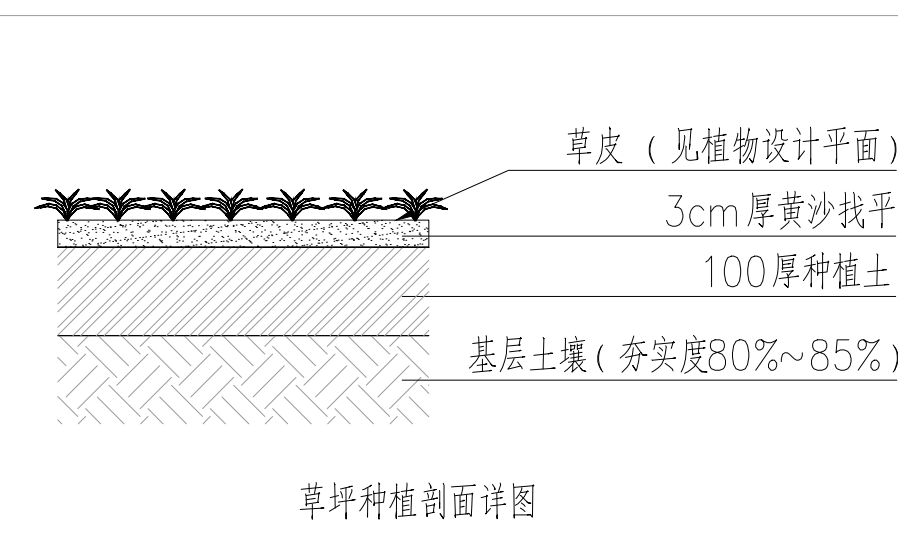 草皮 （见植物设计平面）
3cm厚黄沙找平
100厚种植土
基层土壤（夯实度80%~85%）
草坪种植剖面详图